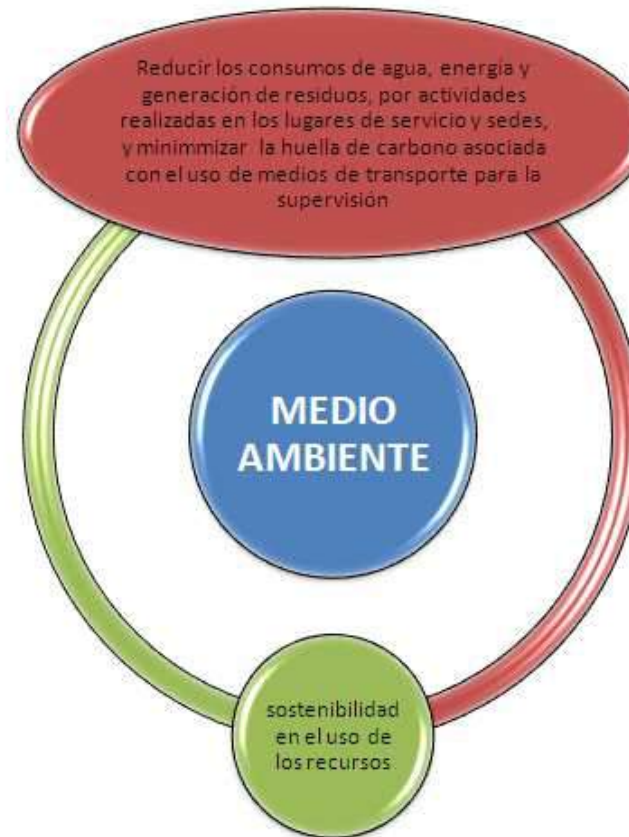 Reducir los consumos de agua, energía y
generación de residuos, por actividades
realizadas en los lugares de servicio y sedes,
y minimmizar la huella de carbono asociada
con el uso de medios de transporte para la
supervisión
MEDIO
AMBIENTE
sostenibilidad
en el uso de
los recursos